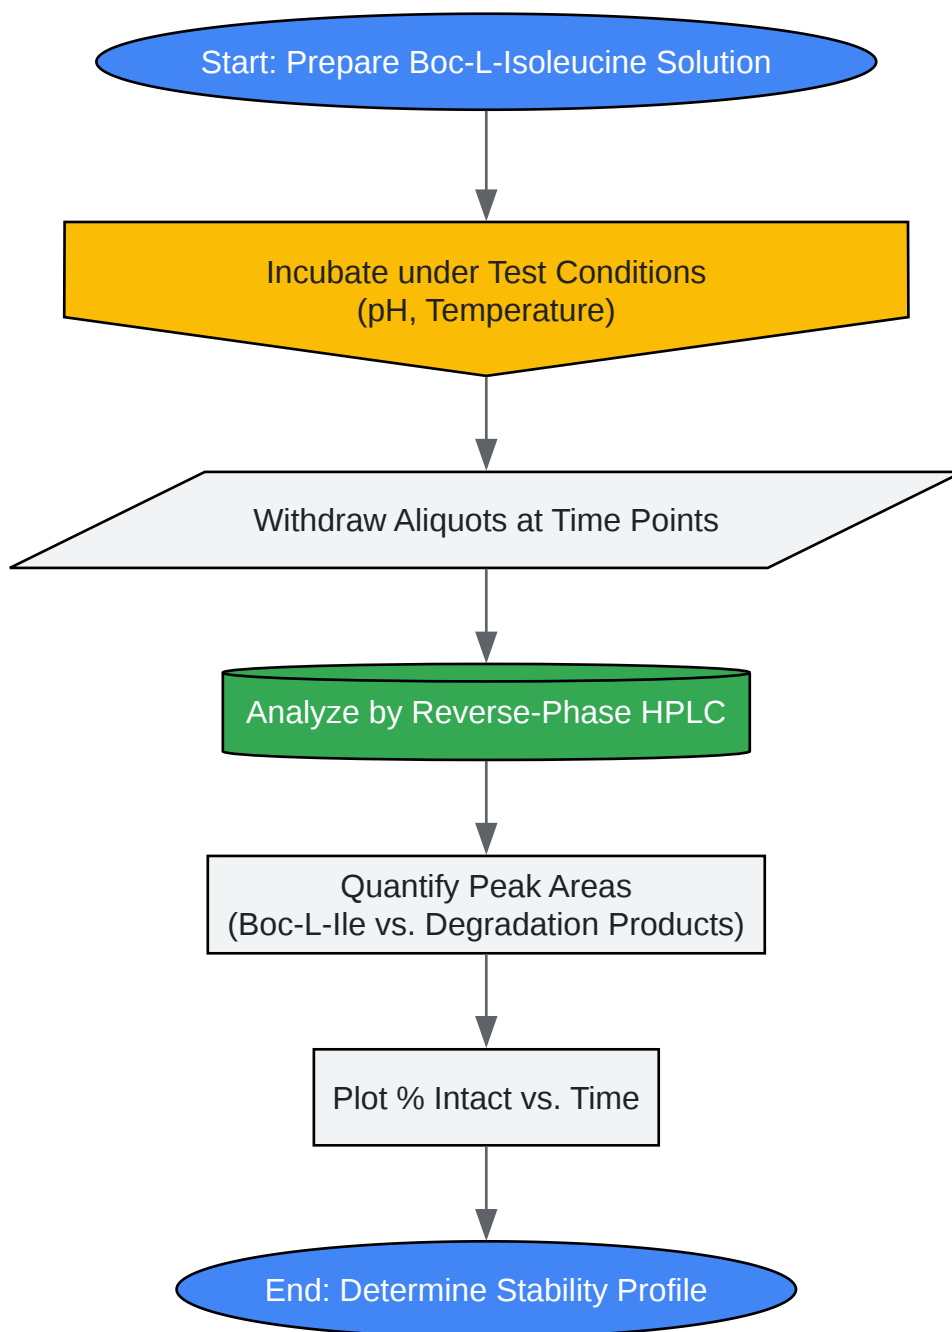 Start: Prepare Boc-L-Isoleucine Solution
Incubate under Test Conditions
(pH, Temperature)
Withdraw Aliquots at Time Points
Analyze by Reverse-Phase HPLC
Quantify Peak Areas
(Boc-L-Ile vs. Degradation Products)
Plot % Intact vs. Time
End: Determine Stability Profile